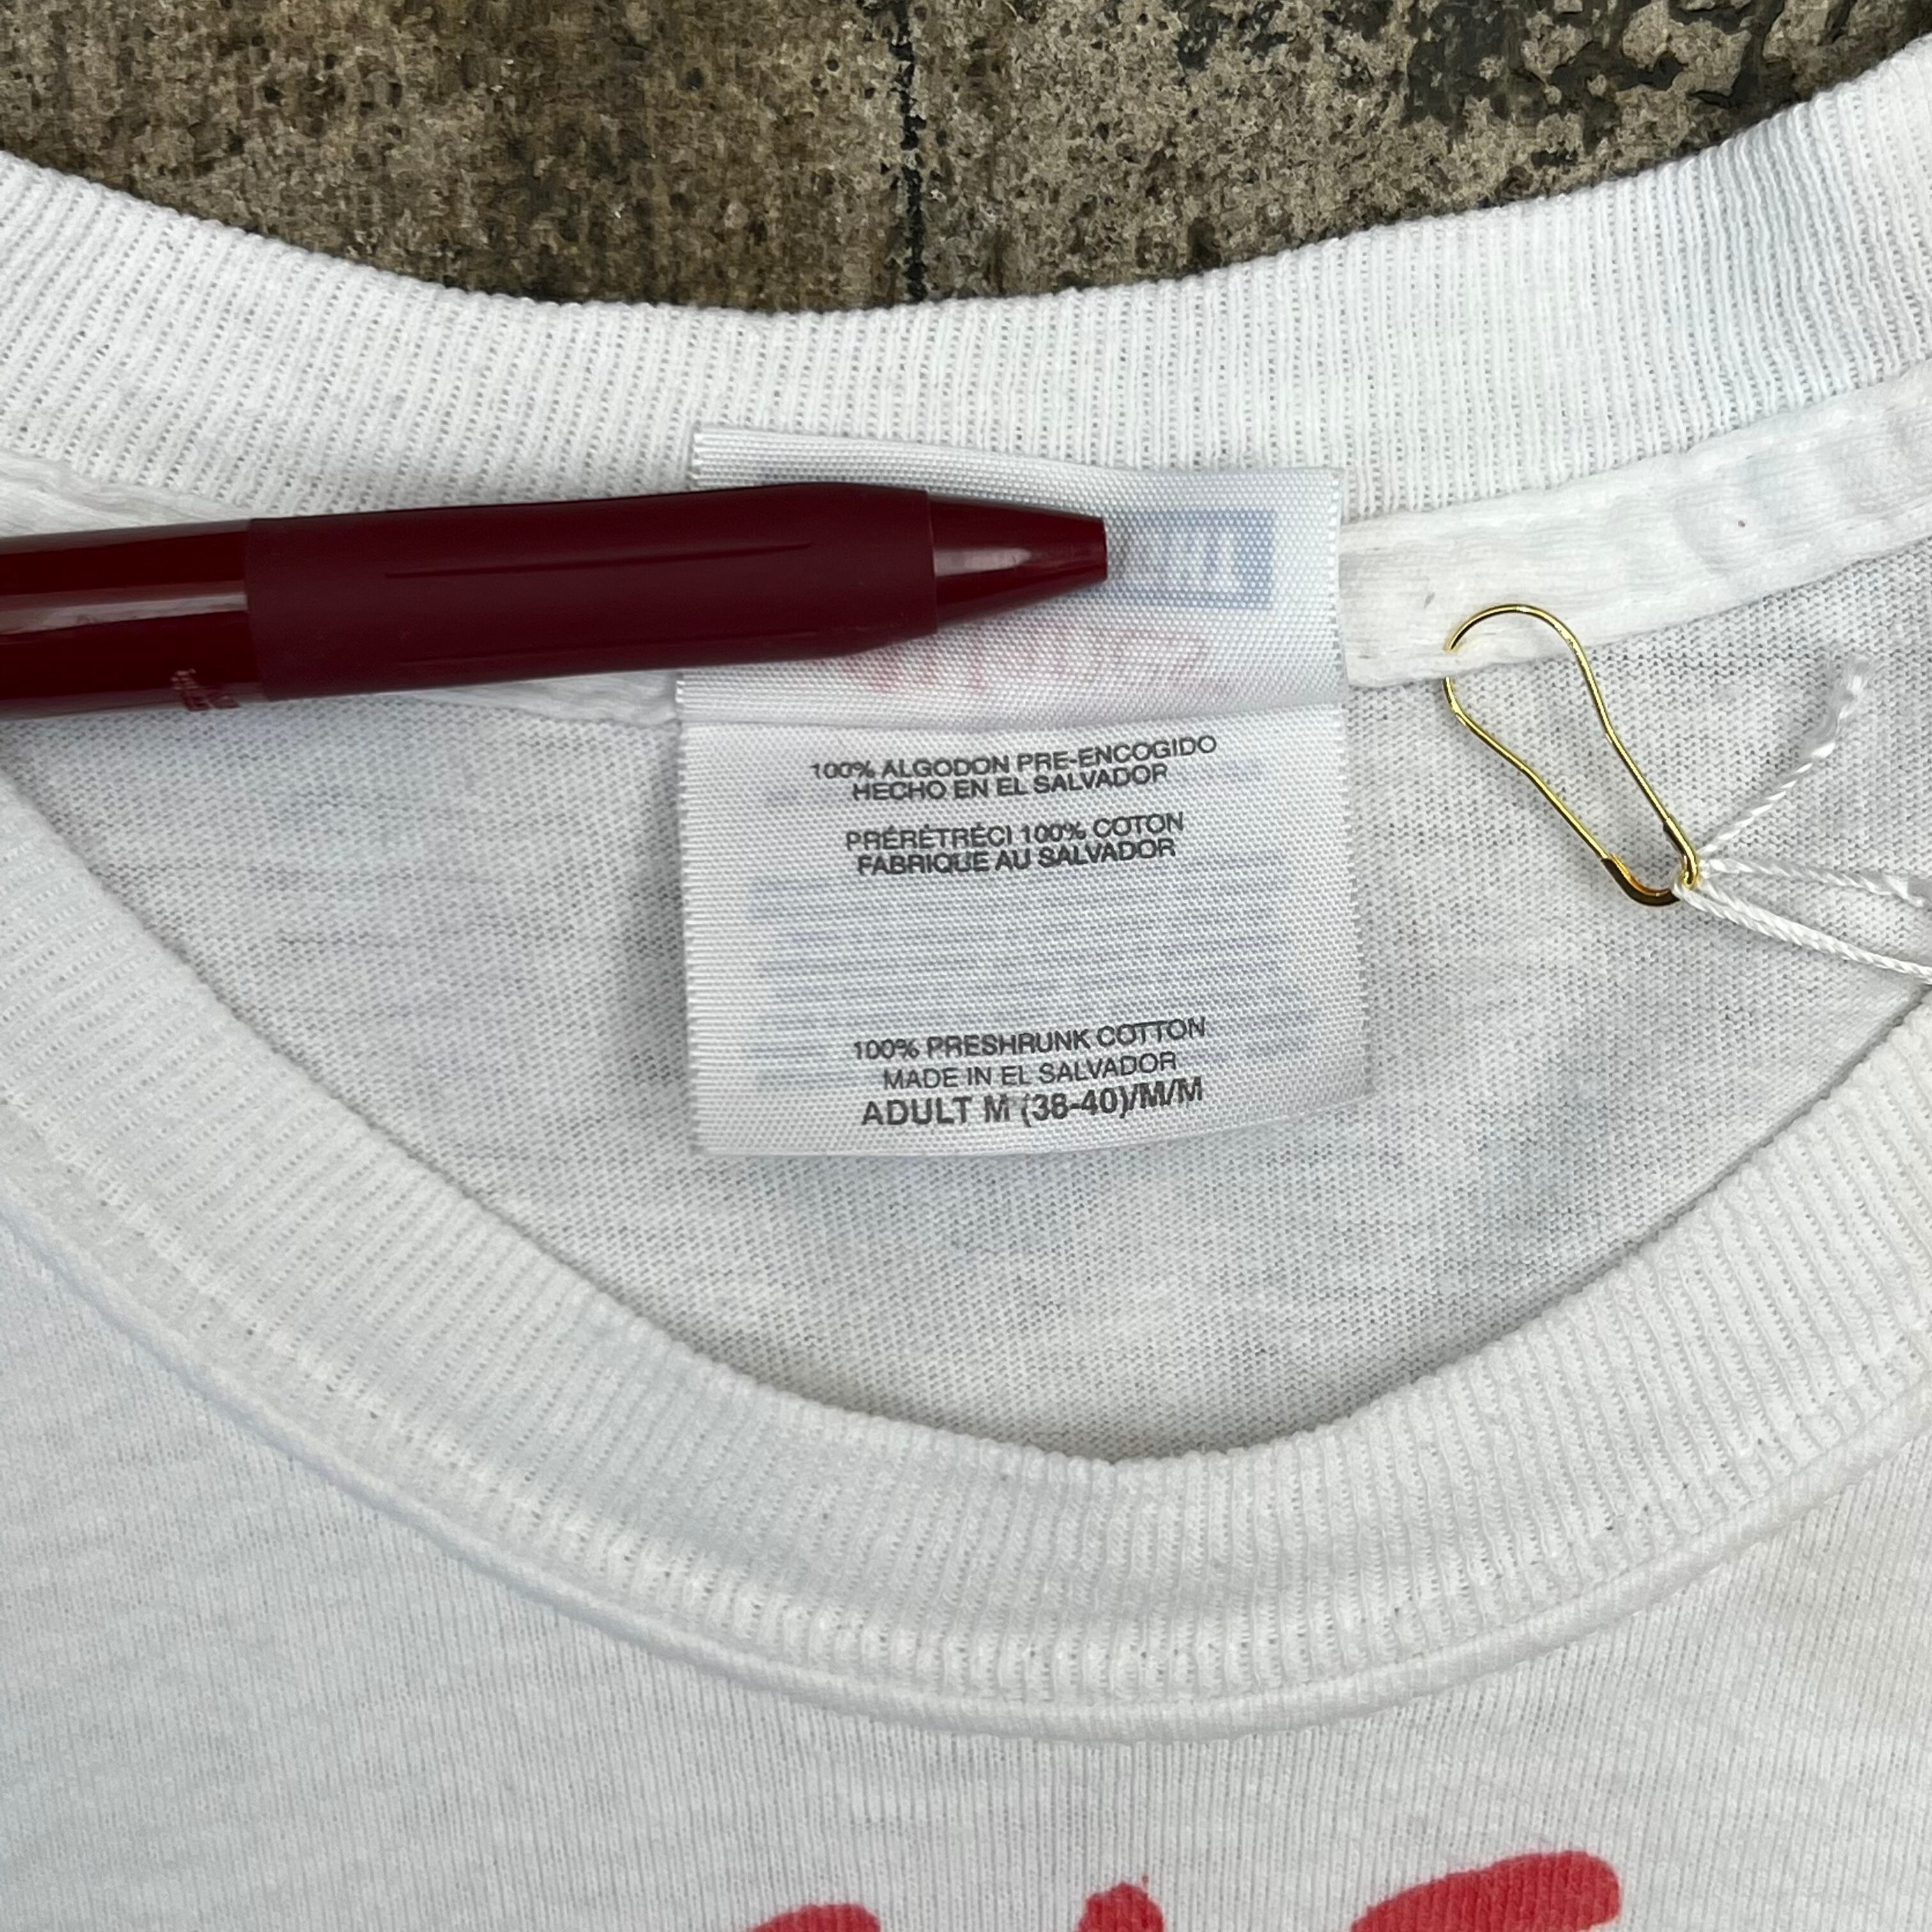 100% ALGODON PRE-ENCOGIDO
HECHO EN EL SALVADOR
PRÉRÉTRÉCI 100% COTON
FABRIQUE AU SALVADOR
100% PRESHRUNK COTTON
MADE IN EL SALVADOR
ADULT M (38-40)/M/M